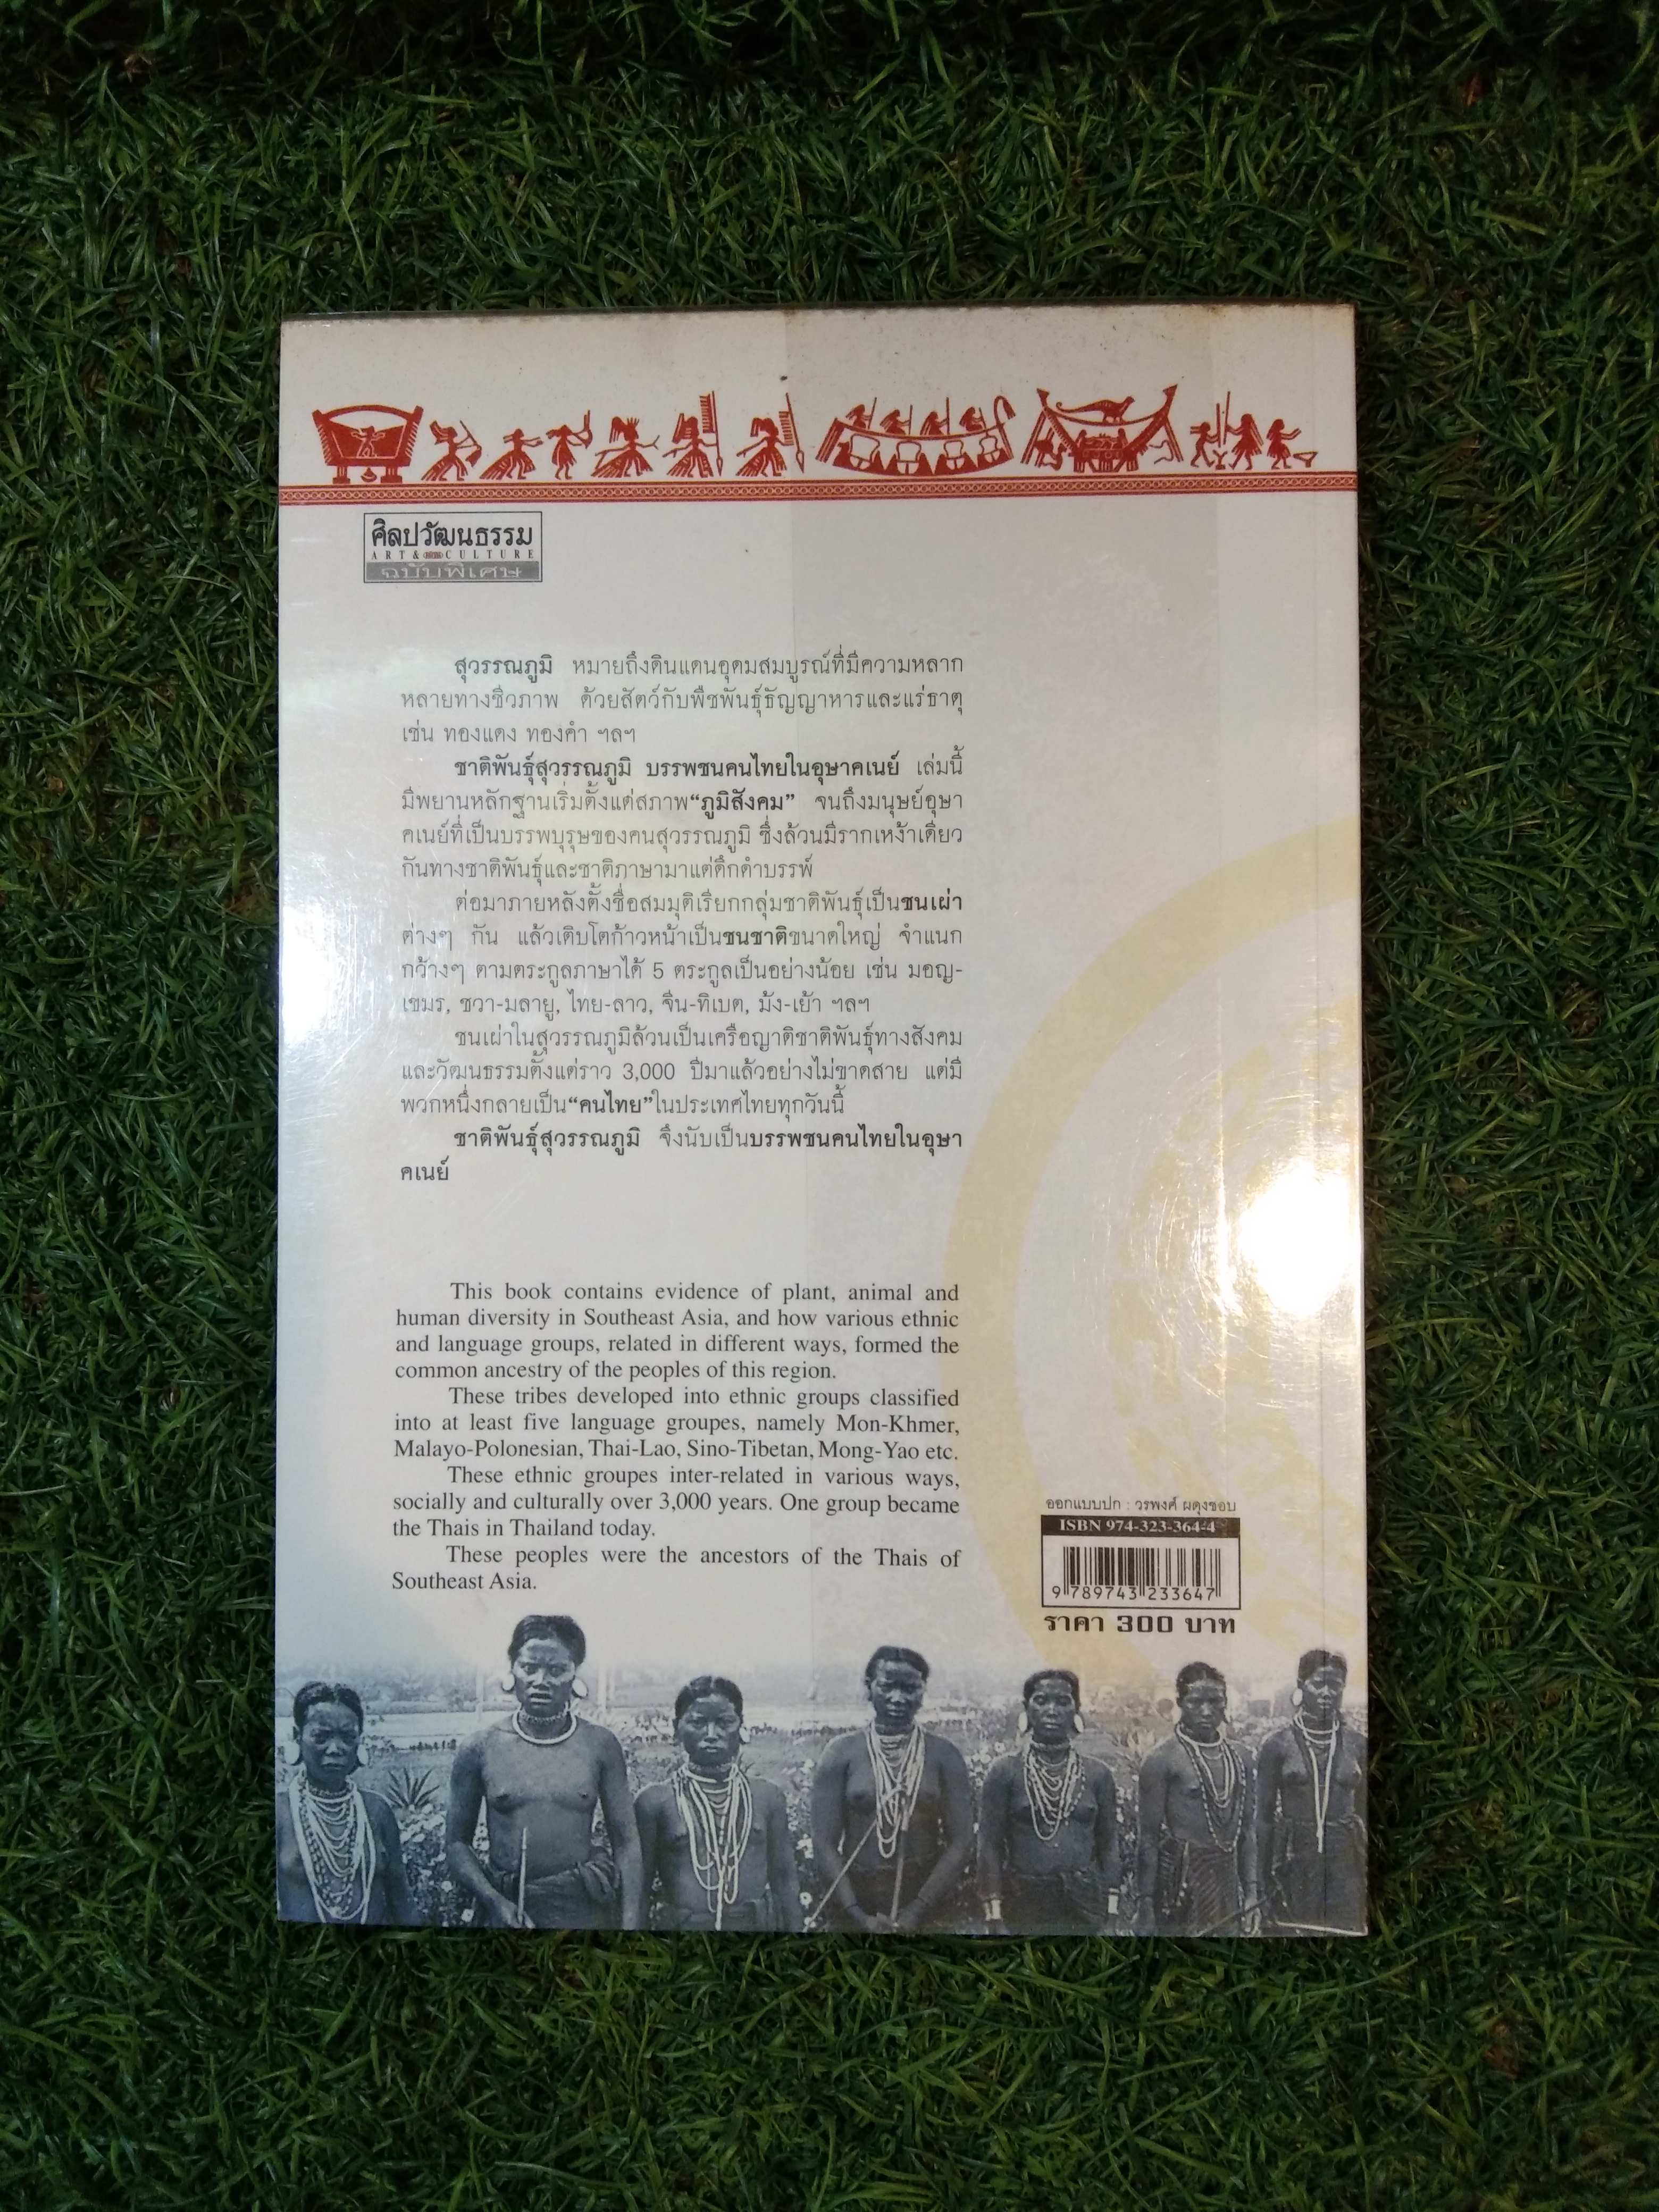 ศิลปวัฒนธรรม
ART & CULTURE
ฉบับพิเศษ
สุวรรณภูมิ หมายถึงดินแดนอุดมสมบูรณ์ที่มีความหลาก
หลายทางชีวภาพ ด้วยสัตว์กับพืชพันธุ์ธัญญาหารและแร่ธาตุ
เช่น ทองแดง ทองคำ ฯลฯ
ชาติพันธุ์สุวรรณภูมิ บรรพชนคนไทยในอุษาคเนย์ เล่มนี้
มีพยานหลักฐานเริ่มตั้งแต่สภาพ“ภูมิสังคม” จนถึงมนุษย์อุษา
คเนย์ที่เป็นบรรพบุรุษของคนสุวรรณภูมิ ซึ่งล้วนมีรากเหง้าเดียว
กันทางชาติพันธุ์และชาติภาษามาแต่ดึกดำบรรพ์
ต่อมาภายหลังตั้งชื่อสมมุติเรียกกลุ่มชาติพันธุ์เป็นชนเผ่า
ต่างๆ กัน แล้วเติบโตก้าวหน้าเป็นชนชาติขนาดใหญ่ จำแนก
กว้างๆ ตามตระกูลภาษาได้ 5 ตระกูลเป็นอย่างน้อย เช่น มอญ-
เขมร, ชวา-มลายู, ไทย-ลาว, จีน-ทิเบต, ม้ง-เย้า ฯลฯ
ชนเผ่าในสุวรรณภูมิล้วนเป็นเครือญาติชาติพันธุ์ทางสังคม
และวัฒนธรรมตั้งแต่ราว 3,000 ปีมาแล้วอย่างไม่ขาดสาย แต่มี
พวกหนึ่งกลายเป็น“คนไทย”ในประเทศไทยทุกวันนี้
ชาติพันธุ์สุวรรณภูมิ จึงนับเป็นบรรพชนคนไทยในอุษา
คเนย์
This book contains evidence of plant, animal and
human diversity in Southeast Asia, and how various ethnic
and language groups, related in different ways, formed the
common ancestry of the peoples of this region.
These tribes developed into ethnic groups classified
into at least five language groupes, namely Mon-Khmer,
Malayo-Polonesian, Thai-Lao, Sino-Tibetan, Mong-Yao etc.
These ethnic groupes inter-related in various ways,
socially and culturally over 3,000 years. One group became
the Thais in Thailand today.
These peoples were the ancestors of the Thais of
Southeast Asia.
ออกแบบปก : วรพงศ์ ผดุงชอบ
ISBN 974-323-364-4
9 789743 233647
ราคา 300 บาท